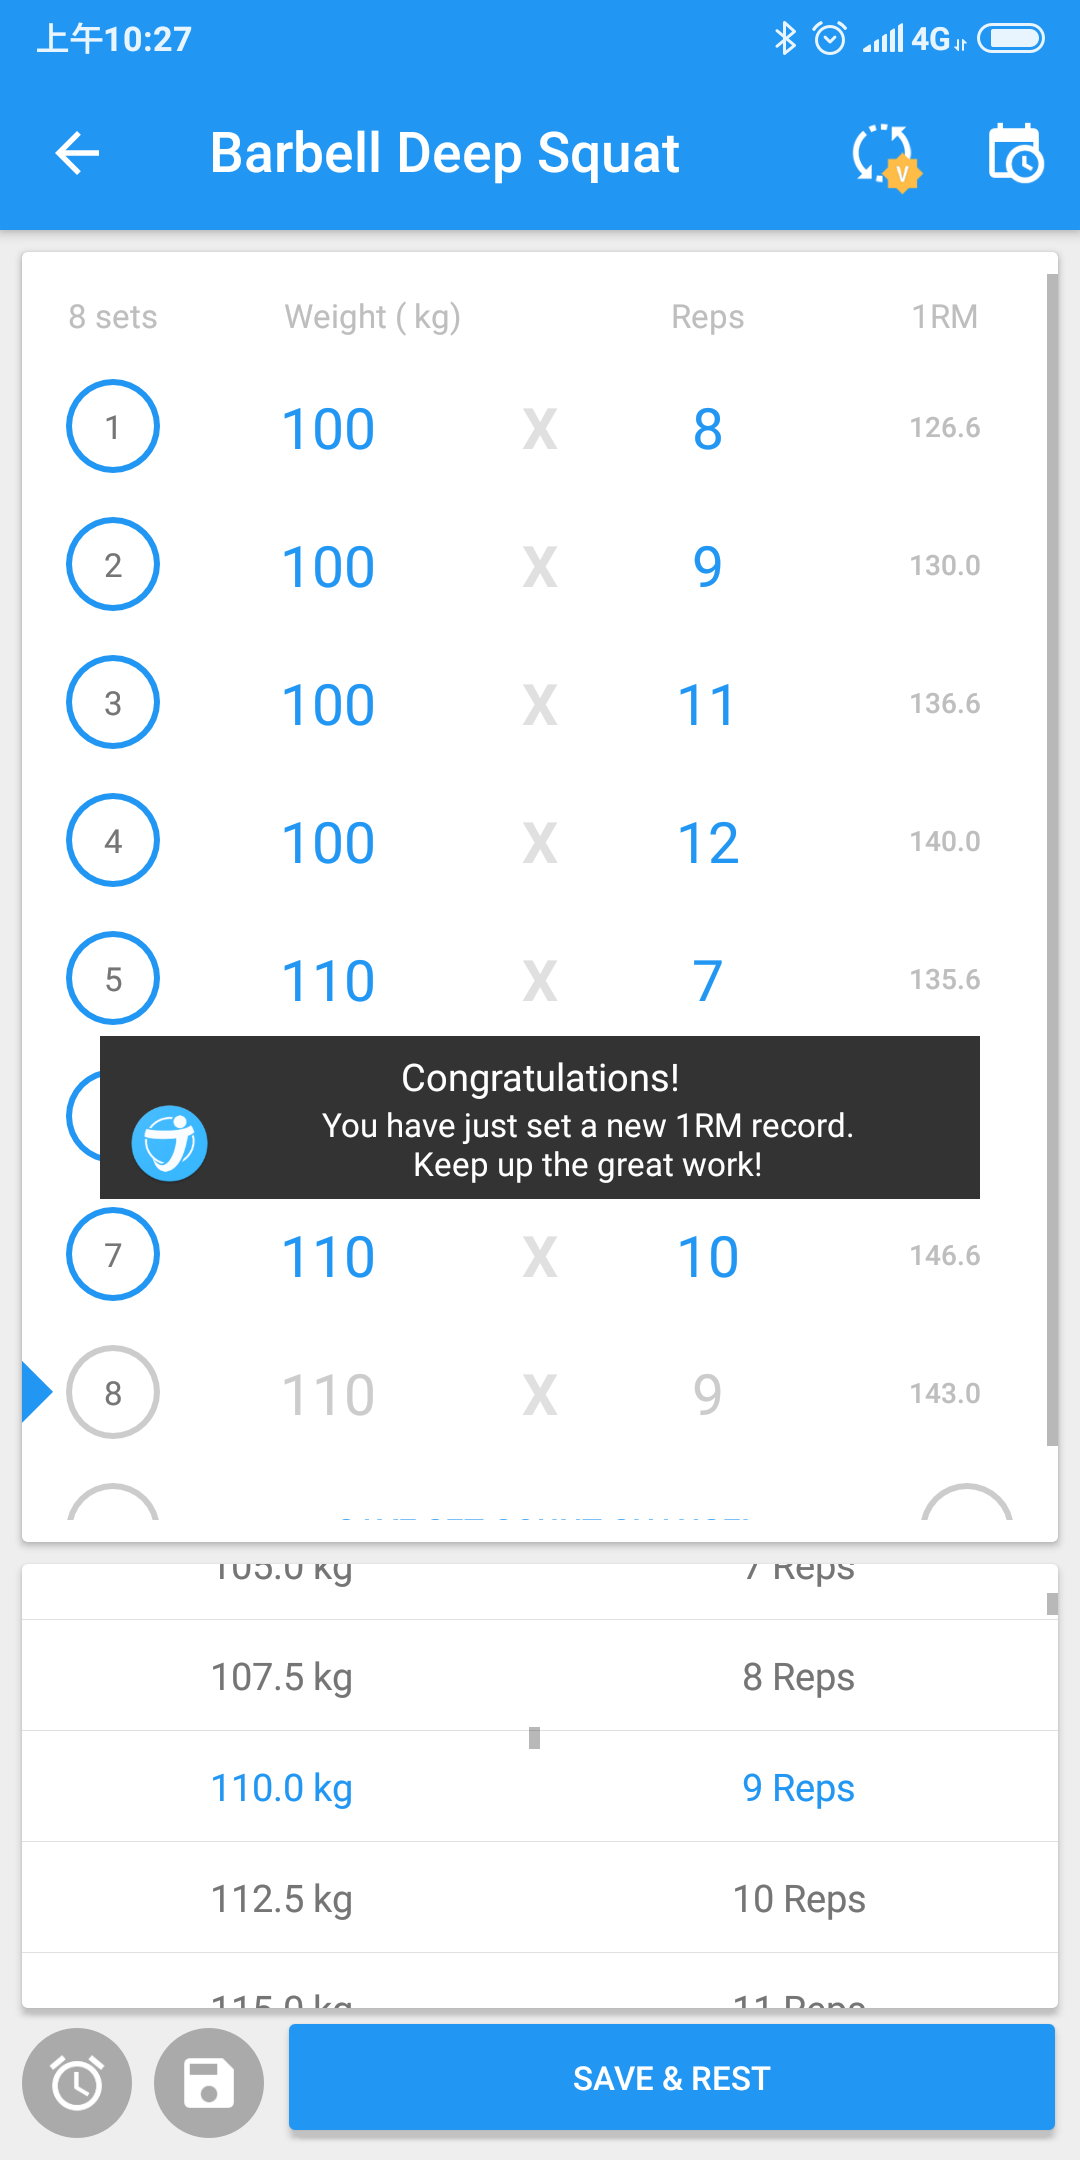 上午10:27
4G
Barbell Deep Squat
V
8 sets Weight ( kg) Reps 1RM
1 100 X 8 126.6
2 100 X 9 130.0
3 100 X 11 136.6
4 100 X 12 140.0
5 110 X 7 135.6
Congratulations!
You have just set a new 1RM record.
Keep up the great work!
7 110 X 10 146.6
8 110 X 9 143.0
105.0 kg 7 Reps
107.5 kg 8 Reps
110.0 kg 9 Reps
112.5 kg 10 Reps
115.0 kg 11 Reps
SAVE & REST